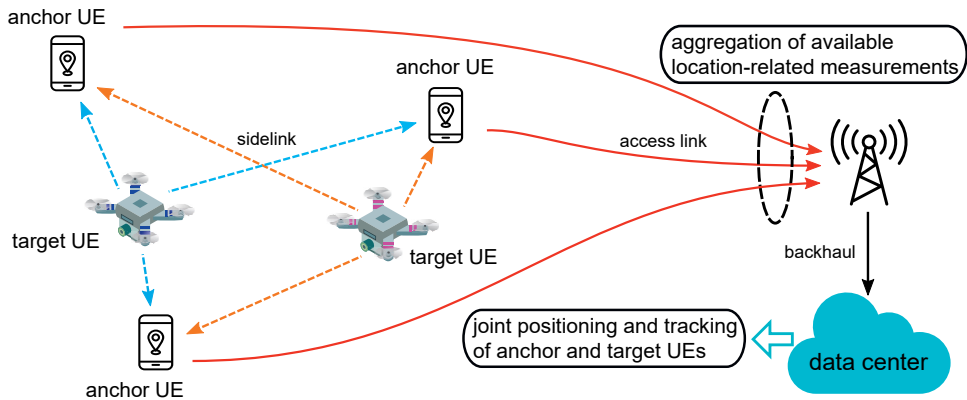 anchor UE
aggregation of available
location-related measurements
anchor UE
sidelink
access link
target UE
target UE
backhaul
joint positioning and tracking
of anchor and target UEs
data center
anchor UE